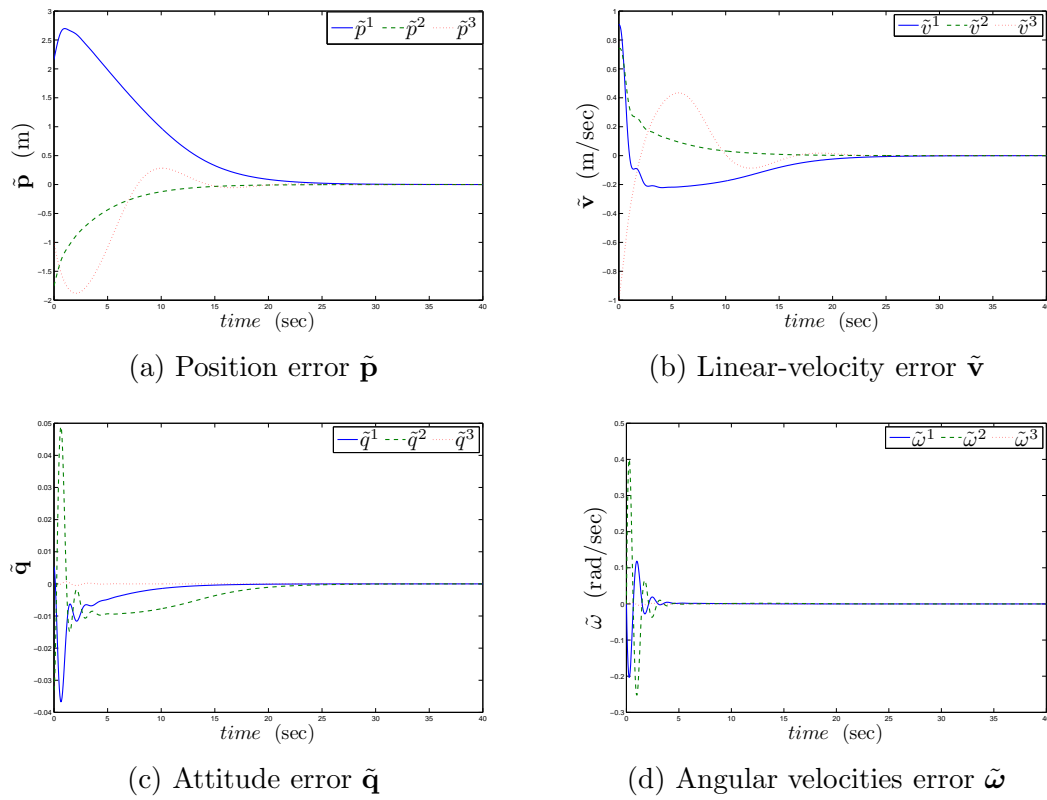 p̃¹ p̃² p̃³
3
2.5
2
1.5
1
0.5
0
−0.5
−1
−1.5
−2
p̃ (m)
0 5 10 15 20 25 30 35 40
time (sec)
(a) Position error p̃
ṽ¹ ṽ² ṽ³
1
0.8
0.6
0.4
0.2
0
−0.2
−0.4
−0.6
−0.8
−1
ṽ (m/sec)
0 5 10 15 20 25 30 35 40
time (sec)
(b) Linear-velocity error ṽ
q̃¹ q̃² q̃³
0.05
0.04
0.03
0.02
0.01
0
−0.01
−0.02
−0.03
−0.04
q̃
0 5 10 15 20 25 30 35 40
time (sec)
(c) Attitude error q̃
ω̃¹ ω̃² ω̃³
0.5
0.4
0.3
0.2
0.1
0
−0.1
−0.2
−0.3
ω̃ (rad/sec)
0 5 10 15 20 25 30 35 40
time (sec)
(d) Angular velocities error ω̃